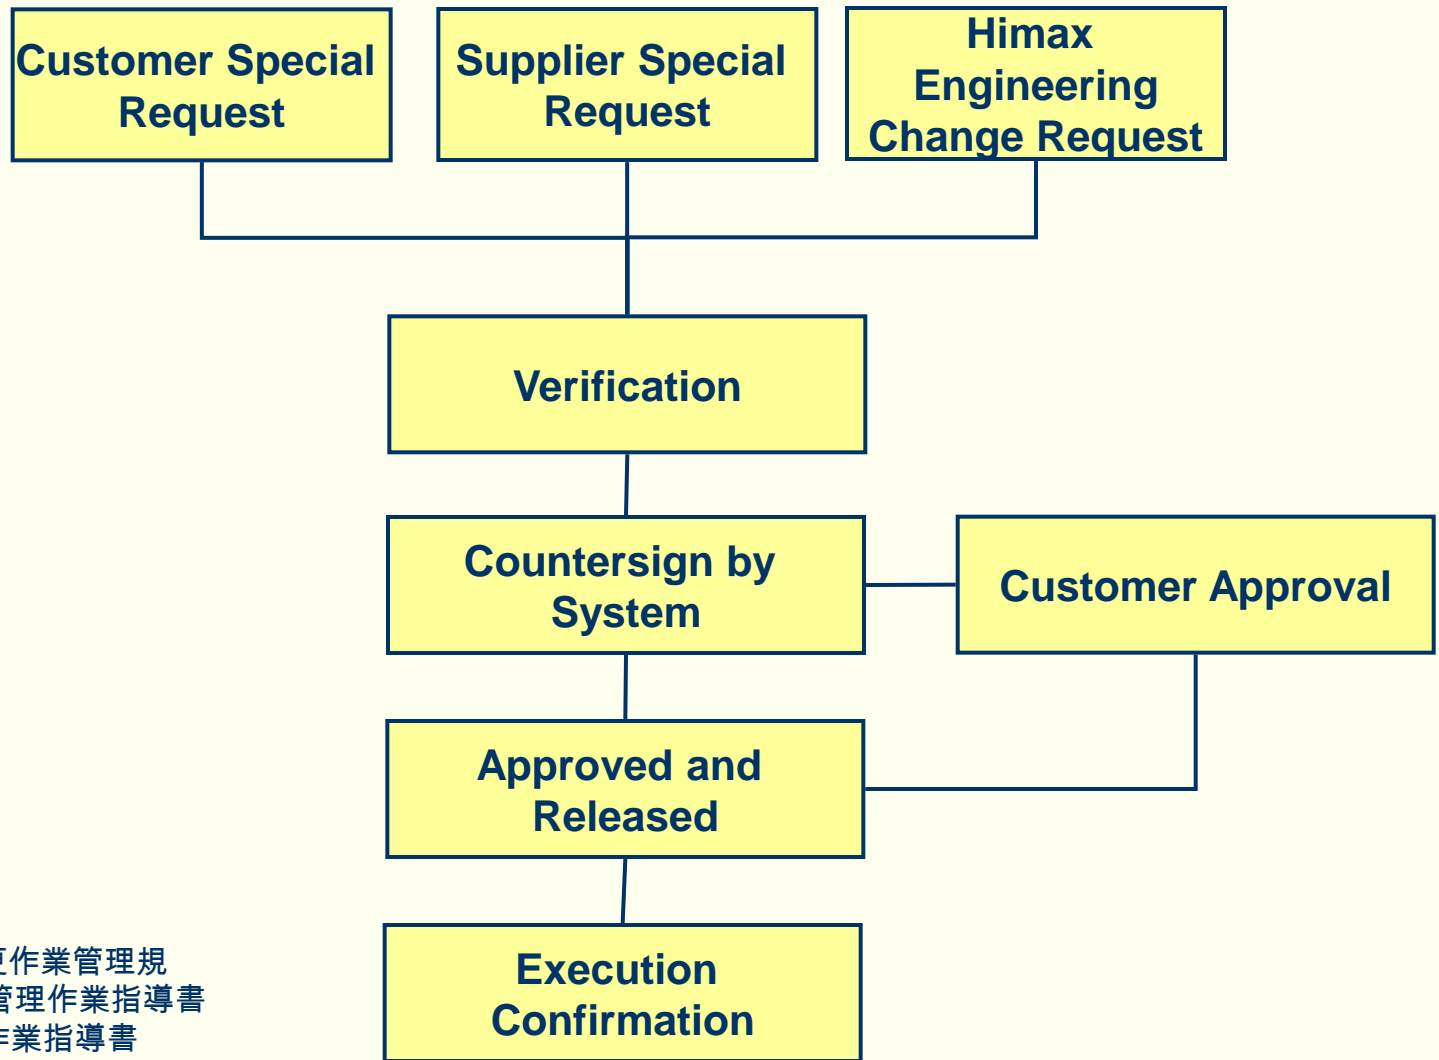 Customer Special
Request
Supplier Special
Request
Himax
Engineering
Change Request
Verification
Countersign by
System
Customer Approval
Approved and
Released
Execution
Confirmation
作業管理規
管理作業指導書
作業指導書